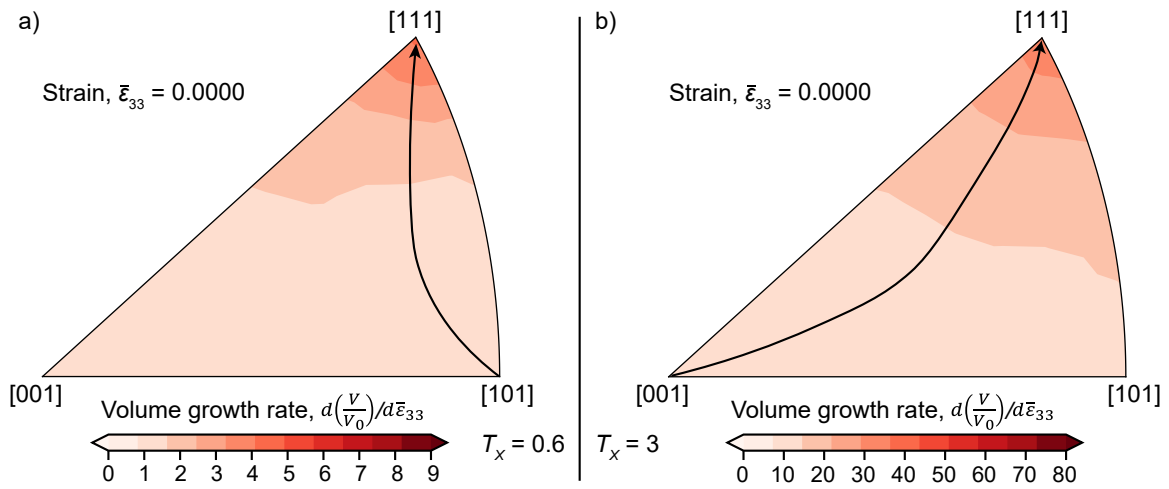 a)
[111]
Strain, ε̄₃₃ = 0.0000
[001]
[101]
Volume growth rate, d(V/V₀)/dε̄₃₃
0 1 2 3 4 5 6 7 8 9
Tₓ = 0.6
b)
[111]
Strain, ε̄₃₃ = 0.0000
[001]
[101]
Volume growth rate, d(V/V₀)/dε̄₃₃
Tₓ = 3
0 10 20 30 40 50 60 70 80